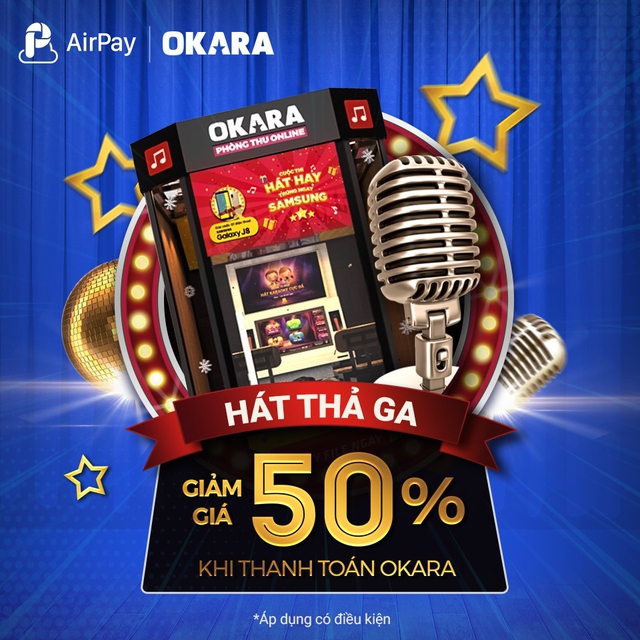 AirPay
OKARA
OKARA
PHÒNG THU ONLINE
CUỘC THI
HÁT HAY
TRÚNG NGAY
SAMSUNG
Galaxy J8
HÁT THẢ GA
GIẢM GIÁ 50%
KHI THANH TOÁN OKARA
*Áp dụng có điều kiện